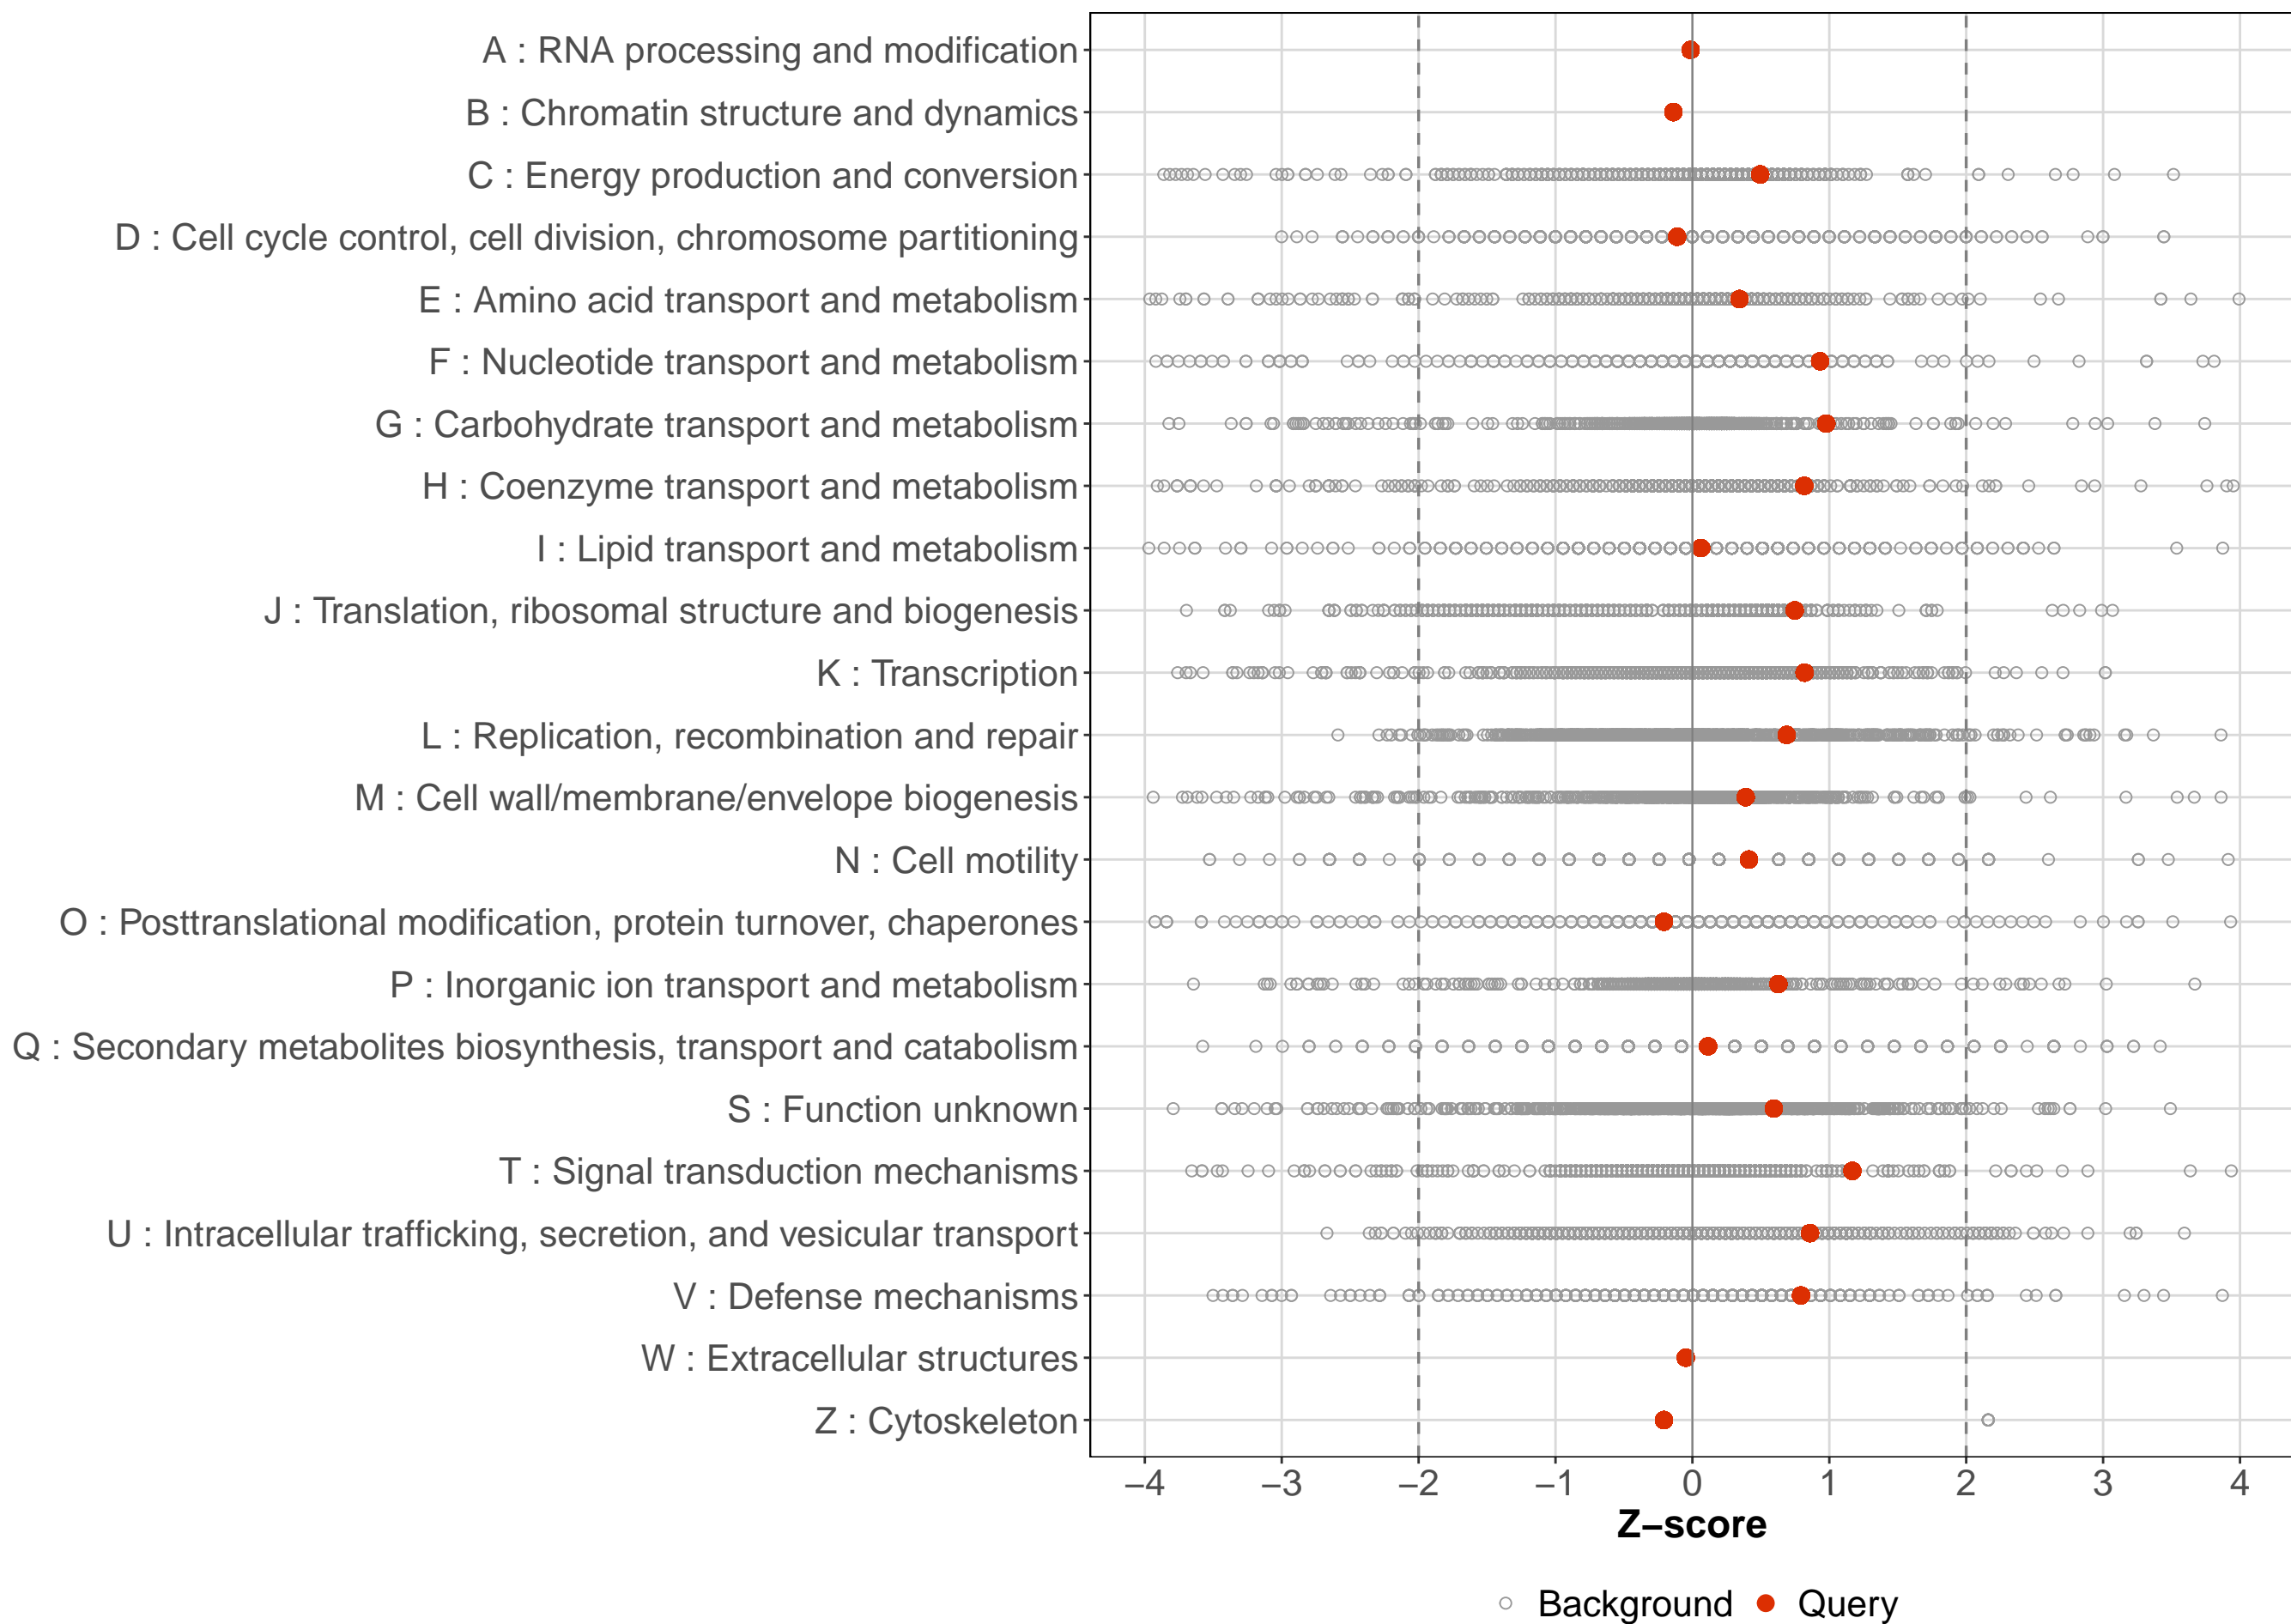 A : RNA processing and modification
B : Chromatin structure and dynamics
C : Energy production and conversion
D : Cell cycle control, cell division, chromosome partitioning
E : Amino acid transport and metabolism
F : Nucleotide transport and metabolism
G : Carbohydrate transport and metabolism
H : Coenzyme transport and metabolism
I : Lipid transport and metabolism
J : Translation, ribosomal structure and biogenesis
K : Transcription
L : Replication, recombination and repair
M : Cell wall/membrane/envelope biogenesis
N : Cell motility
O : Posttranslational modification, protein turnover, chaperones
P : Inorganic ion transport and metabolism
Q : Secondary metabolites biosynthesis, transport and catabolism
S : Function unknown
T : Signal transduction mechanisms
U : Intracellular trafficking, secretion, and vesicular transport
V : Defense mechanisms
W : Extracellular structures
Z : Cytoskeleton
−4 −3 −2 −1 0 1 2 3 4
Z−score
Background Query